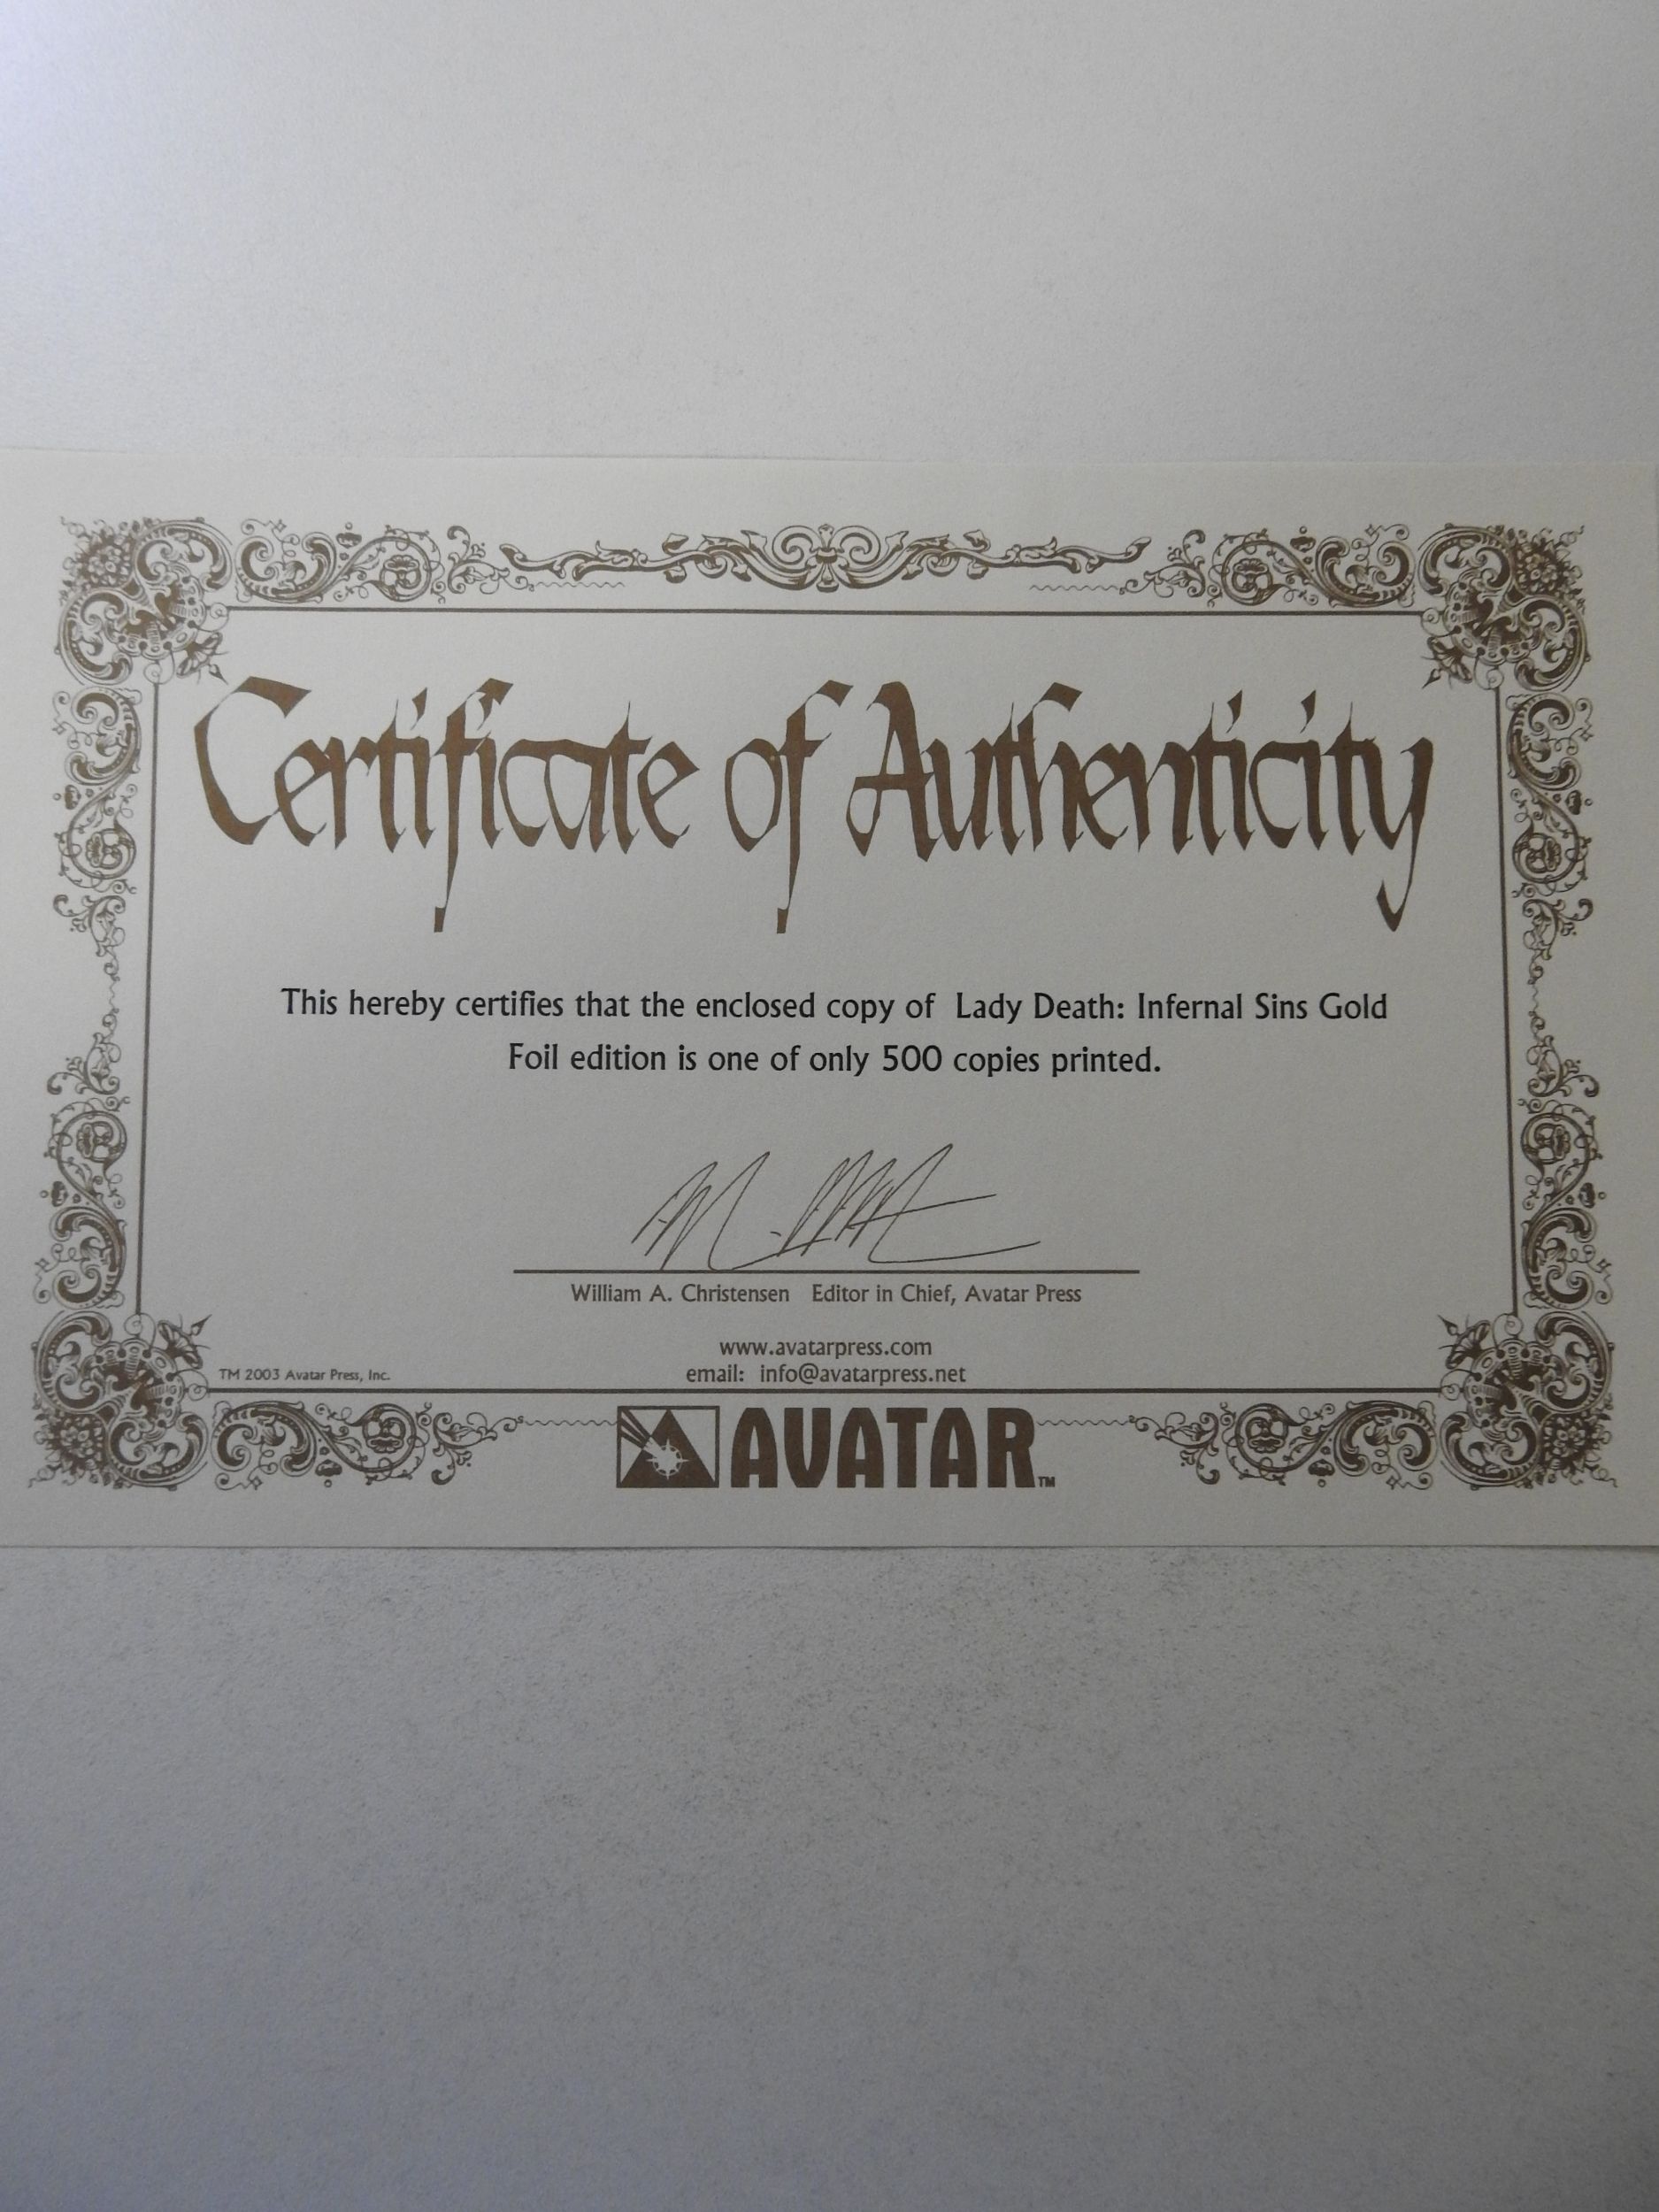 Certificate of Authenticity
This hereby certifies that the enclosed copy of Lady Death: Infernal Sins Gold
Foil edition is one of only 500 copies printed.
William A. Christensen Editor in Chief, Avatar Press
www.avatarpress.com
TM 2003 Avatar Press, Inc.
email: info@avatarpress.net
AVATAR™